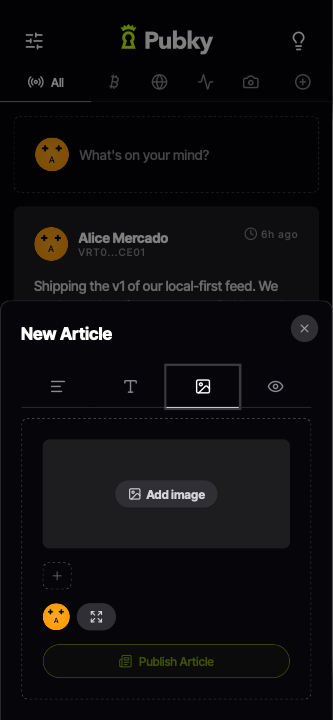 Pubky
All
What's on your mind?
Alice Mercado
6h ago
VRT0...CE01
Shipping the v1 of our local-first feed. We
New Article
Add image
A
Publish Article